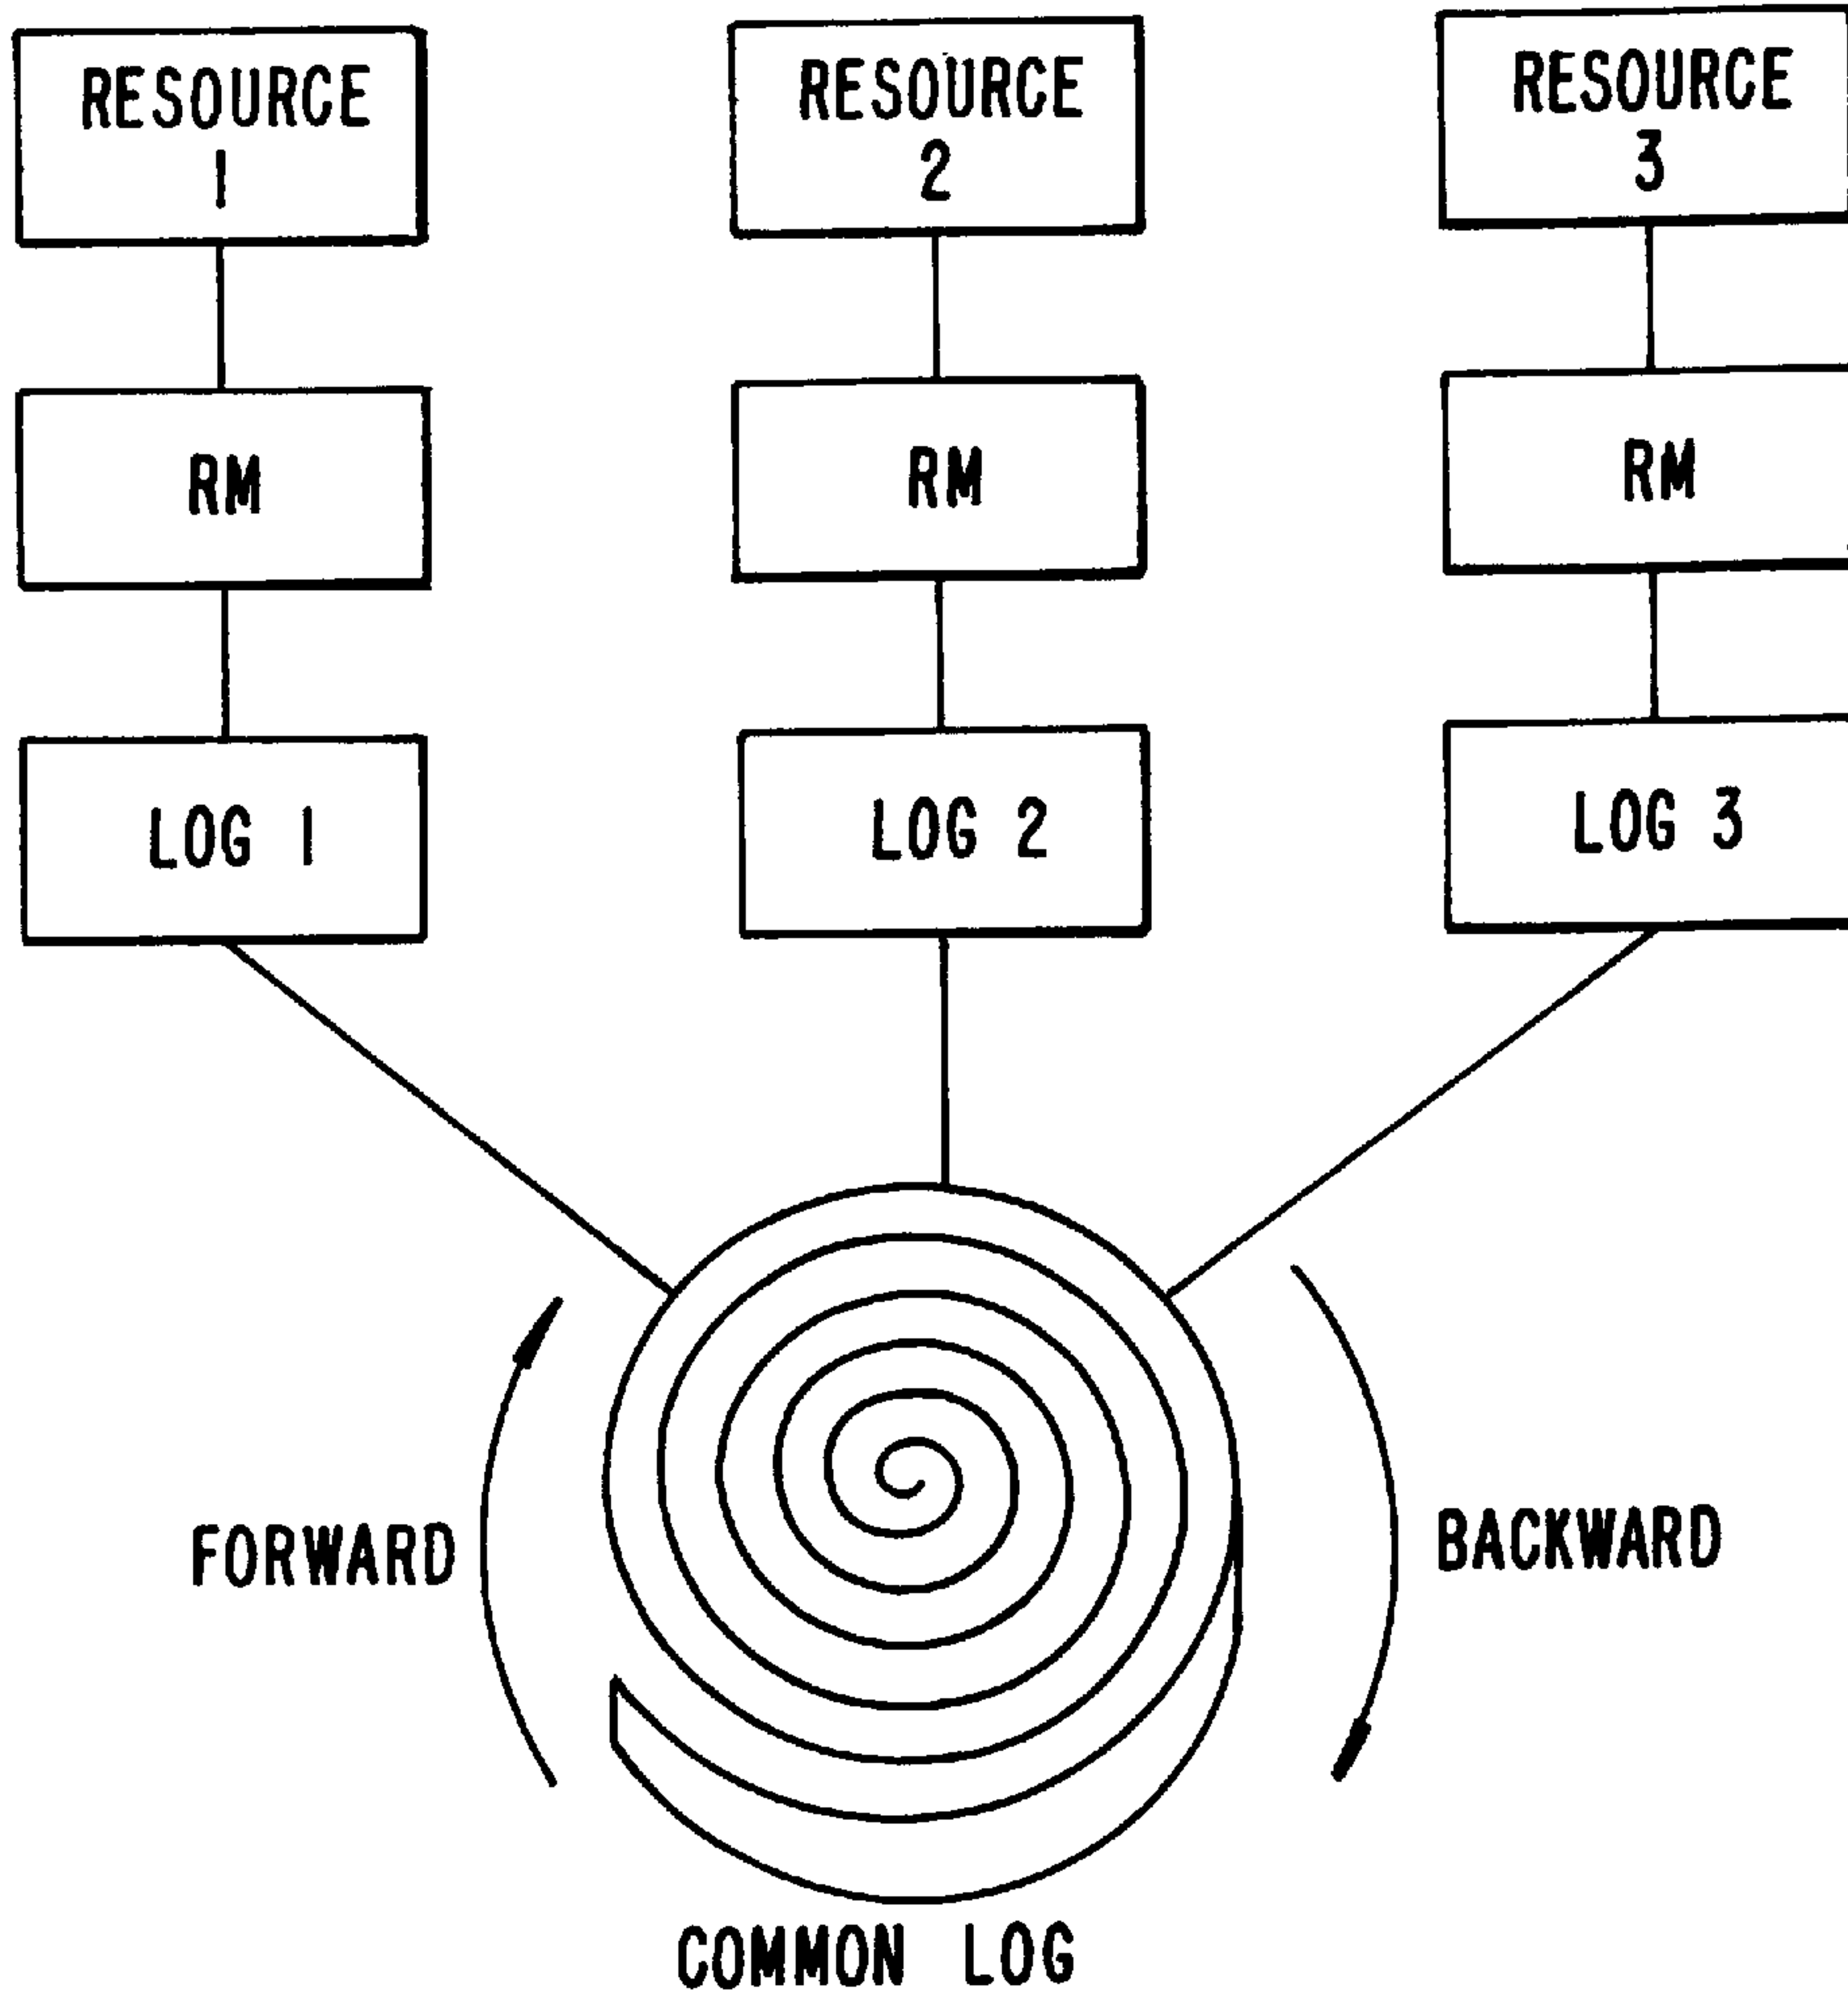 RESOURCE
1
RESOURCE
2
RESOURCE
3
RM
RM
RM
LOG 1
LOG 2
LOG 3
FORWARD
BACKWARD
COMMON LOG